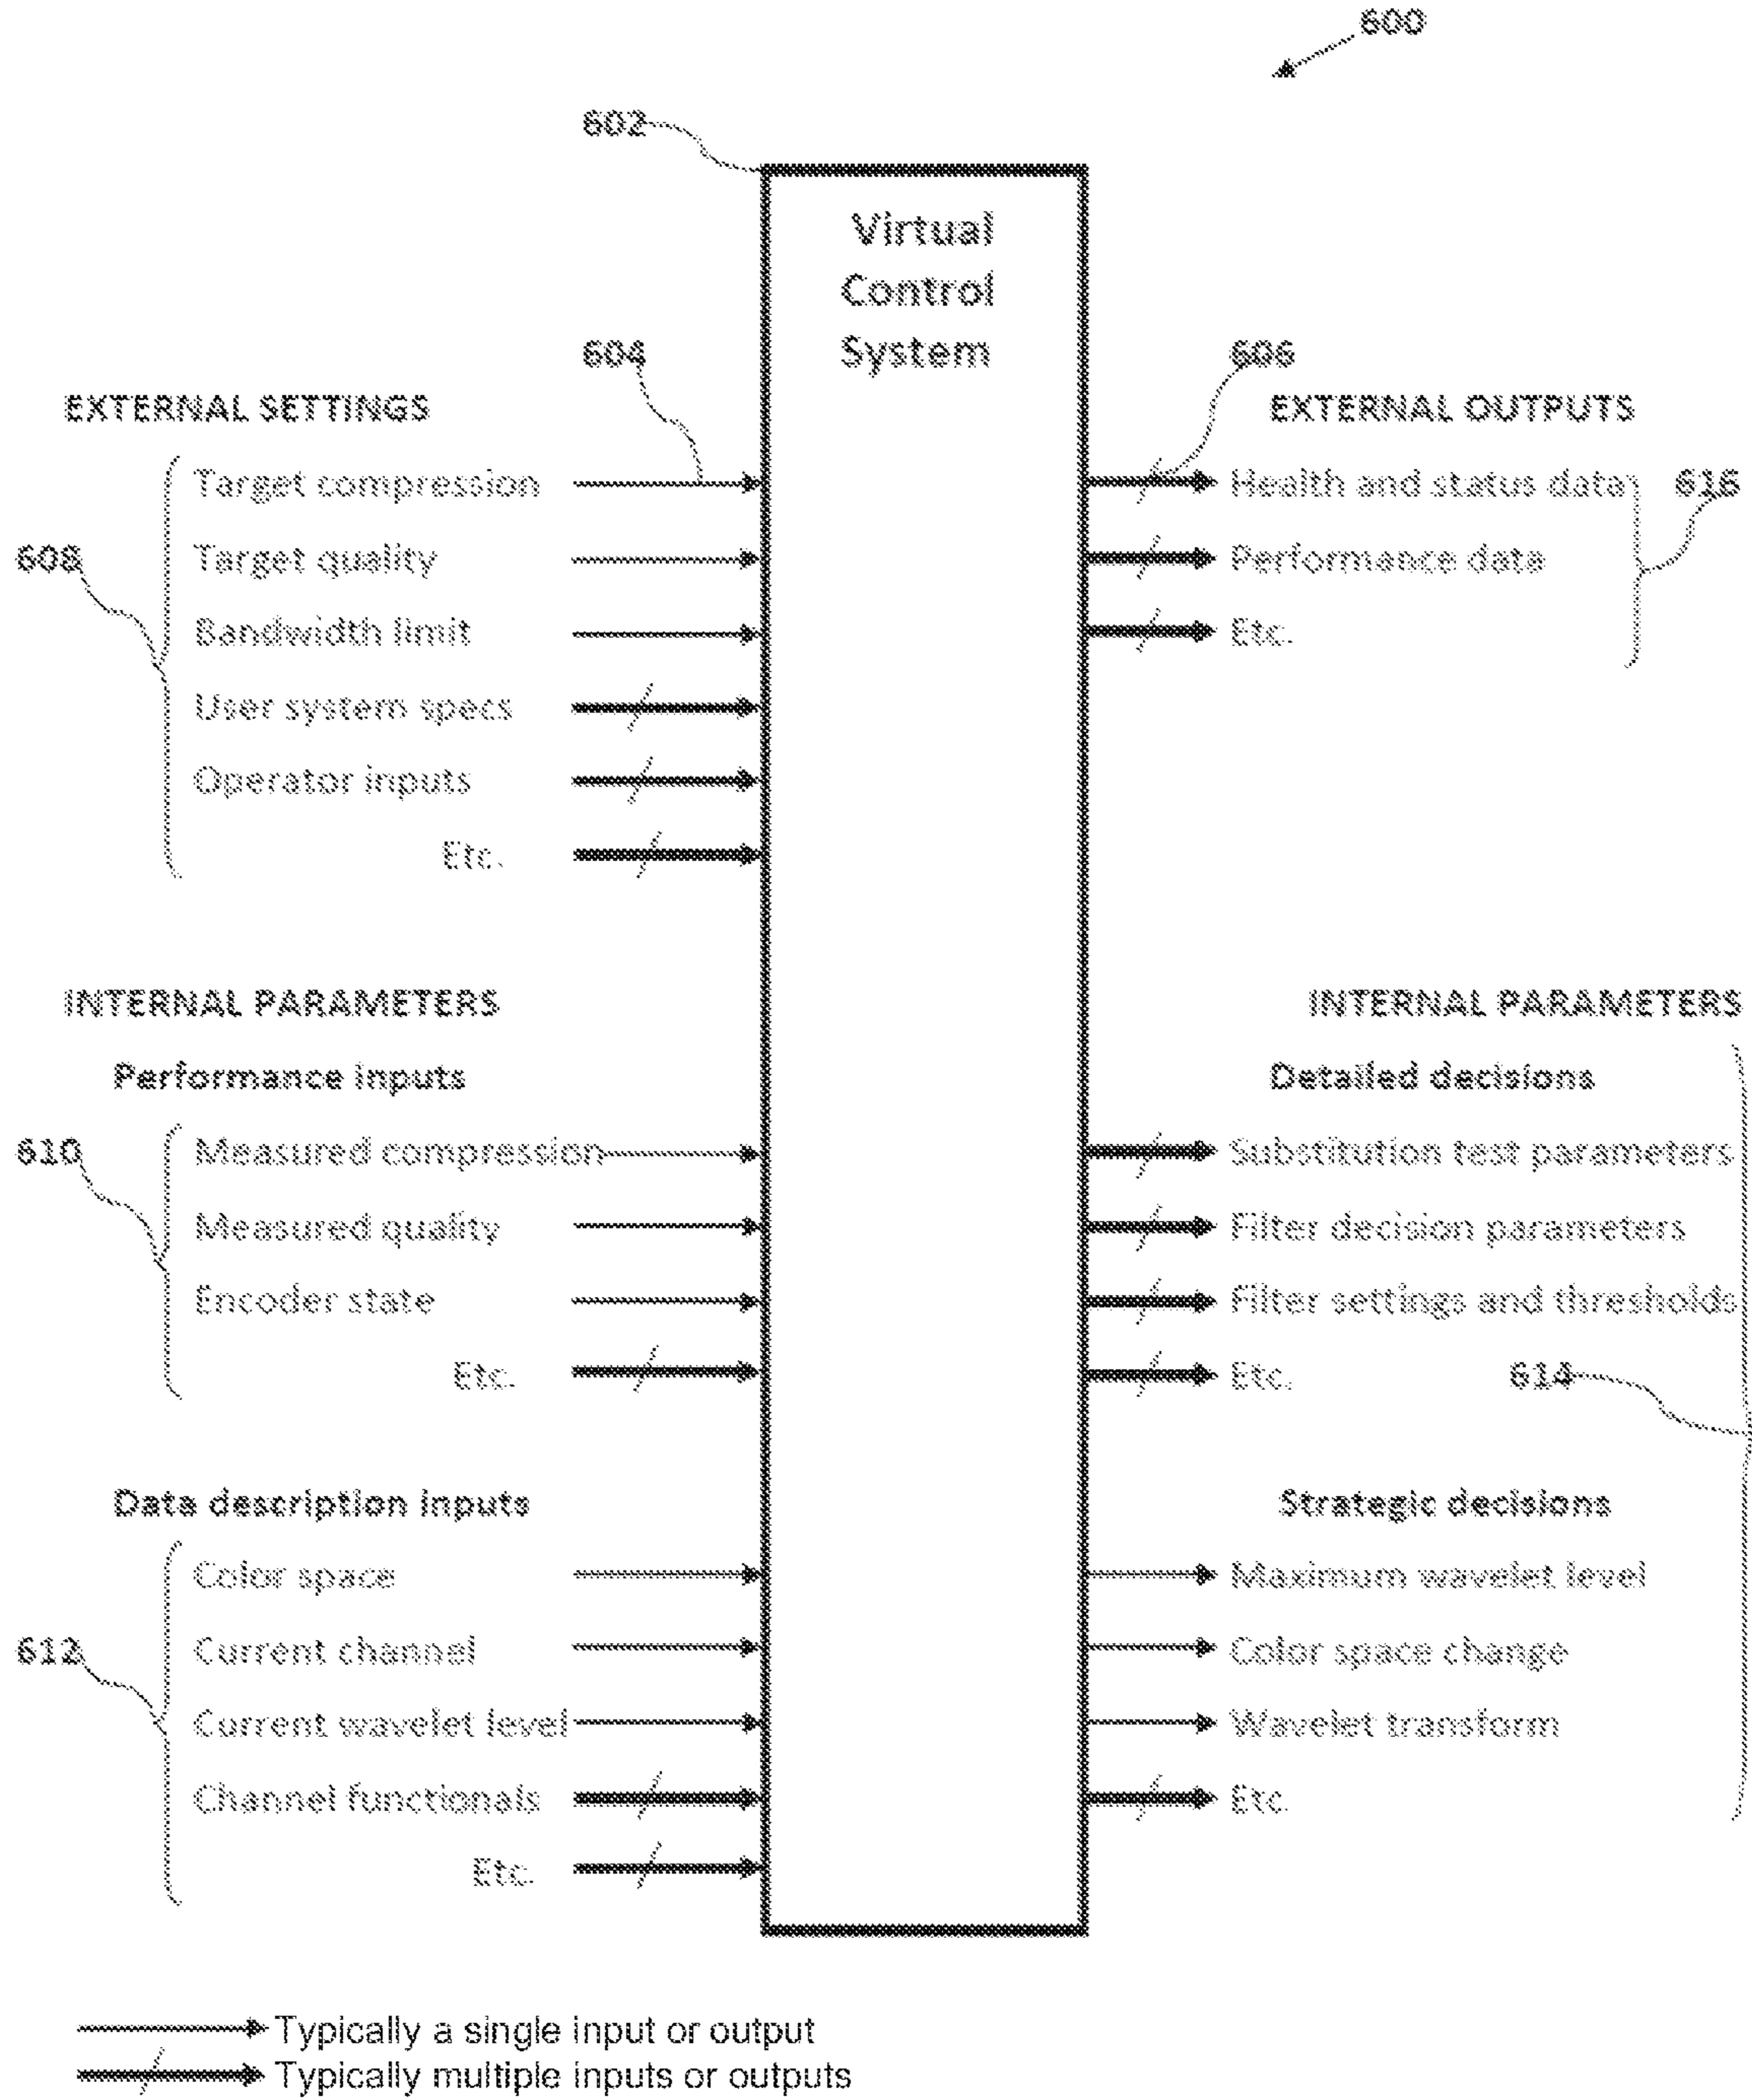 600
602
Virtual
Control
System
604
606
EXTERNAL SETTINGS
Target compression
608
Target quality
Bandwidth limit
User system specs
Operator inputs
Etc.
EXTERNAL OUTPUTS
Health and status data
616
Performance data
Etc.
INTERNAL PARAMETERS
Performance inputs
610
Measured compression
Measured quality
Encoder state
Etc.
Data description inputs
Color space
612
Current channel
Current wavelet level
Channel functionals
Etc.
INTERNAL PARAMETERS
Detailed decisions
Substitution test parameters
Filter decision parameters
Filter settings and thresholds
Etc.
614
Strategic decisions
Maximum wavelet level
Color space change
Wavelet transform
Etc.
Typically a single input or output
Typically multiple inputs or outputs